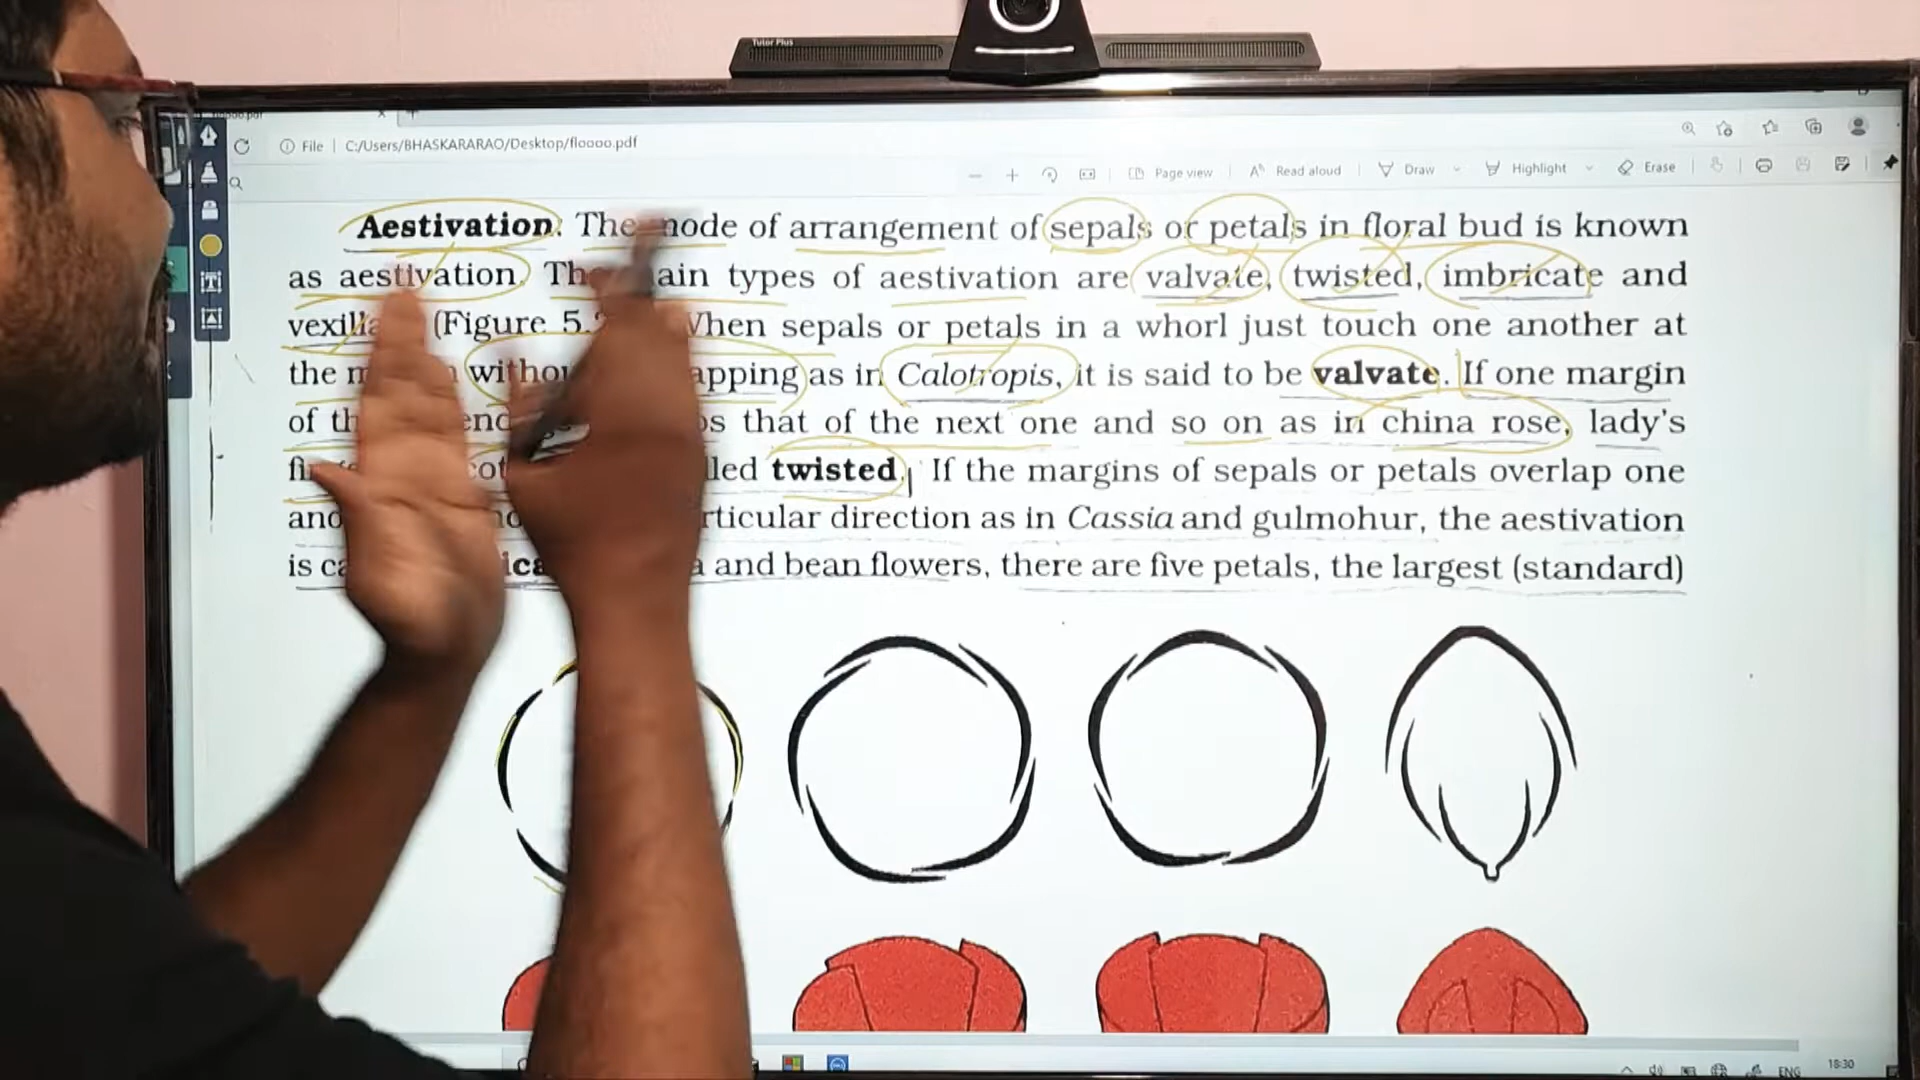 Tutor Plus
File | C:/Users/BHASKARARAO/Desktop/floooo.pdf
Page view Read aloud Draw Highlight Erase
Aestivation: The mode of arrangement of sepals or petals in floral bud is known
as aestivation. The main types of aestivation are valvate, twisted, imbricate and
(Figure 5. When sepals or petals in a whorl just touch one another at
the apping as in Calotropis, it is said to be valvate. If one margin
of th that of the next one and so on as in china rose, lady's
led twisted. If the margins of sepals or petals overlap one
rticular direction as in Cassia and gulmohur, the aestivation
is ca and bean flowers, there are five petals, the largest (standard)
ENG
18:30